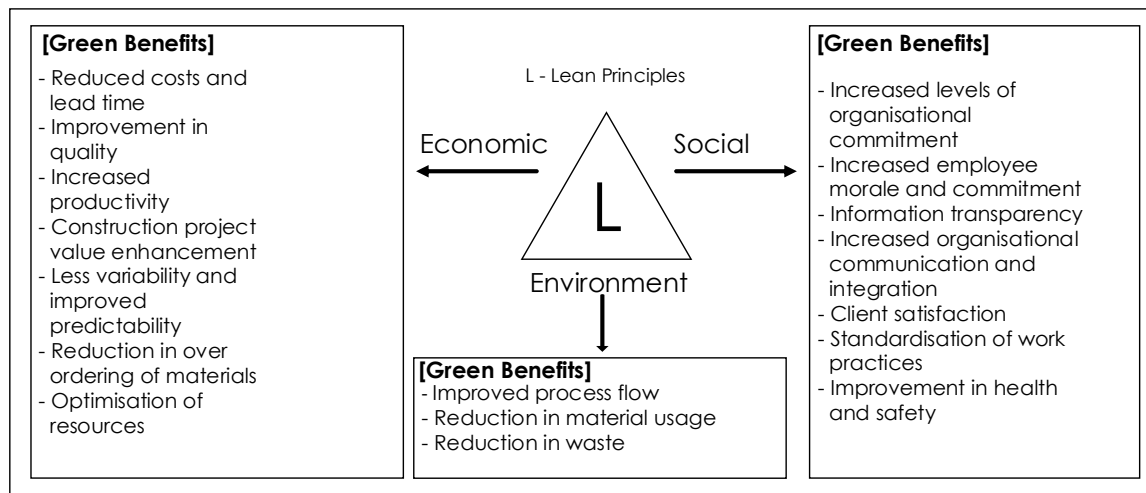 [Green Benefits]
- Reduced costs and
lead time
- Improvement in
quality
- Increased
productivity
- Construction project
value enhancement
- Less variability and
improved
predictability
- Reduction in over
ordering of materials
- Optimisation of
resources
L - Lean Principles
Economic
Social
L
Environment
[Green Benefits]
- Improved process flow
- Reduction in material usage
- Reduction in waste
[Green Benefits]
- Increased levels of
organisational
commitment
- Increased employee
morale and commitment
- Information transparency
- Increased organisational
communication and
integration
- Client satisfaction
- Standardisation of work
practices
- Improvement in health
and safety